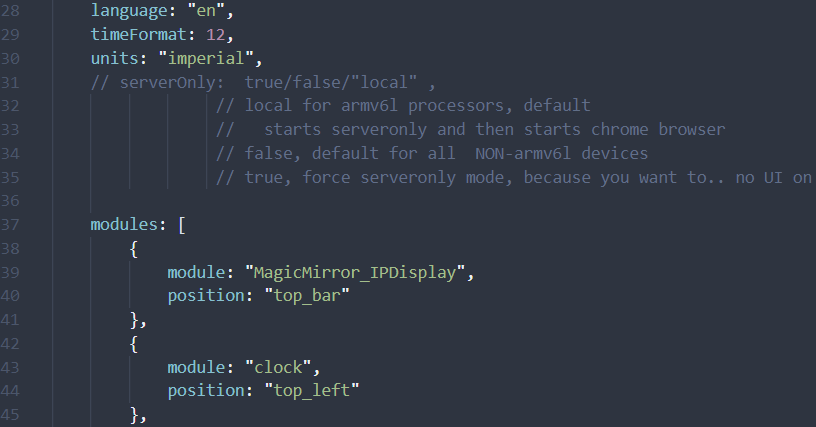 28 language: "en",
29 timeFormat: 12,
30 units: "imperial",
31 // serverOnly:  true/false/"local" ,
32 // local for armv6l processors, default
33 //   starts serveronly and then starts chrome browser
34 // false, default for all  NON-armv6l devices
35 // true, force serveronly mode, because you want to.. no UI on
36
37 modules: [
38 {
39 module: "MagicMirror_IPDisplay",
40 position: "top_bar"
41 },
42 {
43 module: "clock",
44 position: "top_left"
45 },